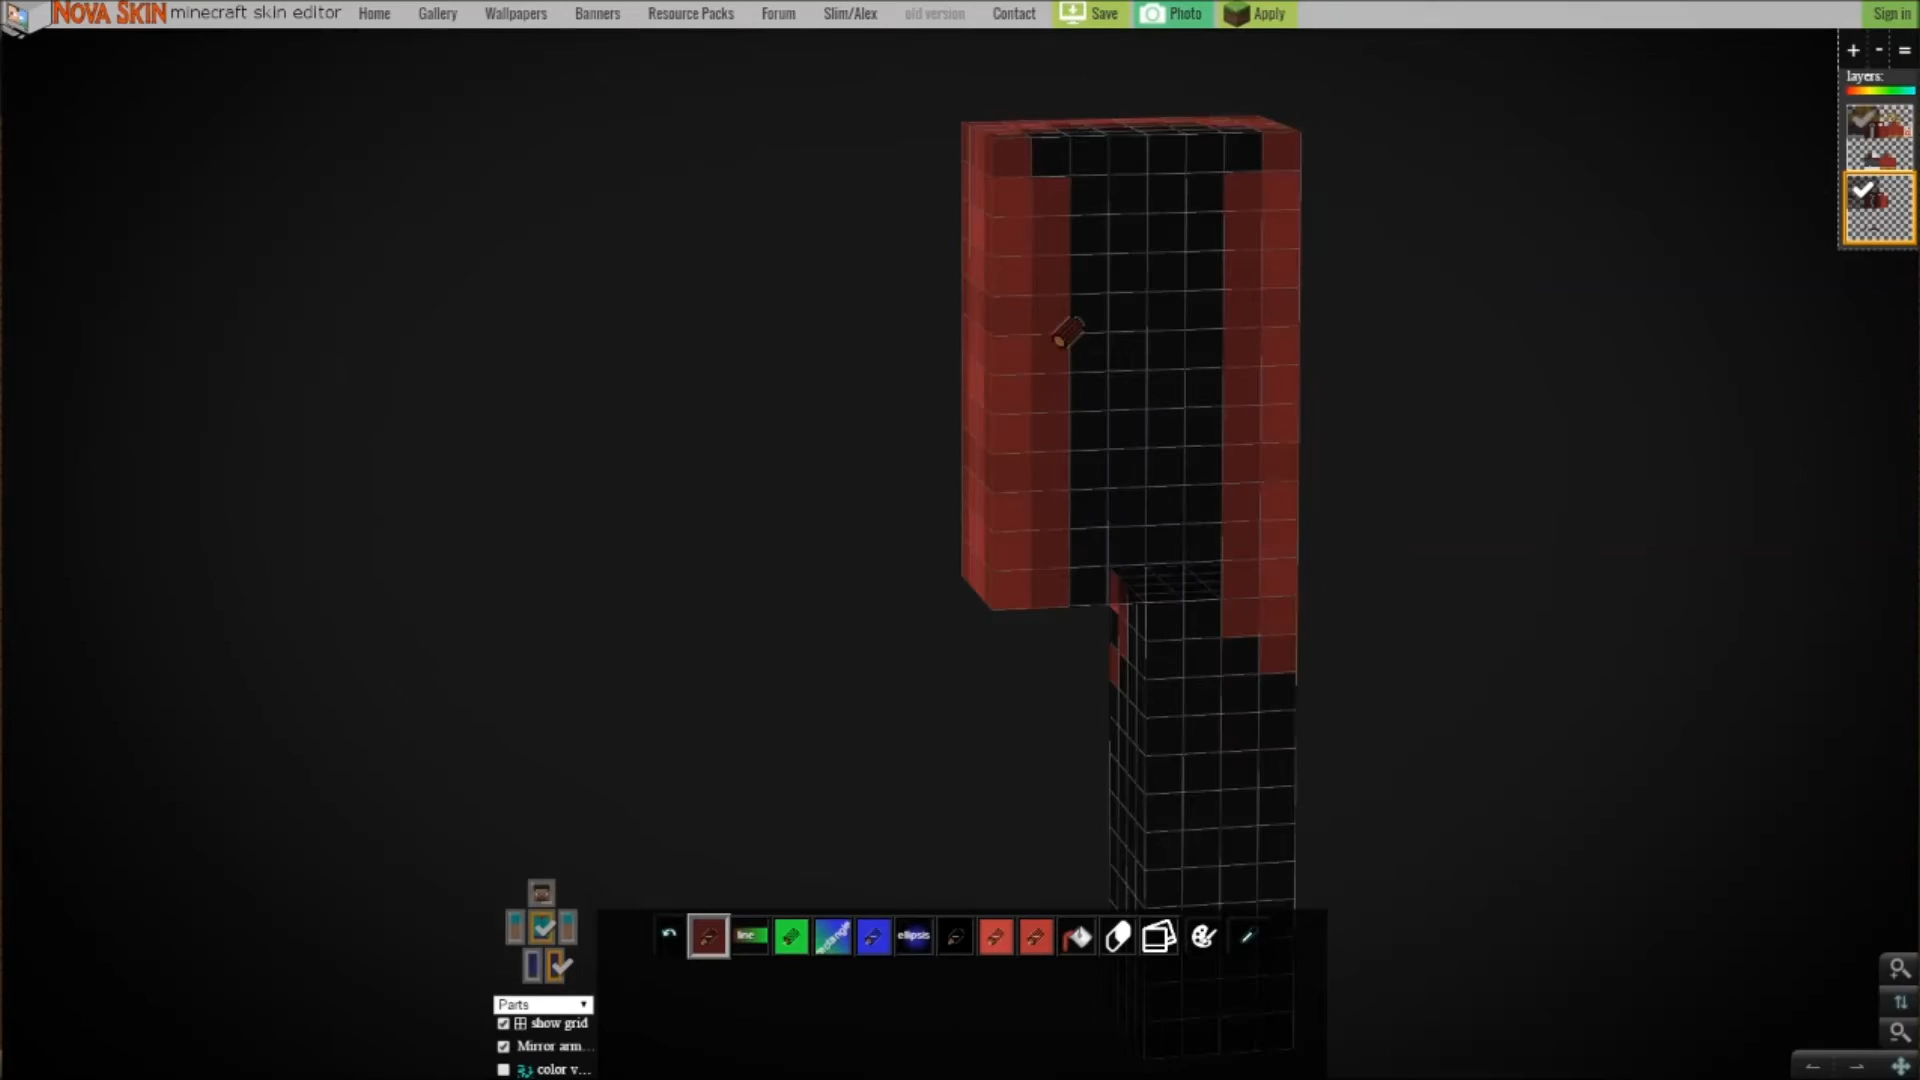 NOVA SKIN minecraft skin editor Home Gallery Wallpapers Banners Resource Packs Forum Slim/Alex old version Contact Save Photo Apply Sign in
+ - =
layers:
line rectangle ellipsis
Parts
show grid
Mirror arm...
color v...